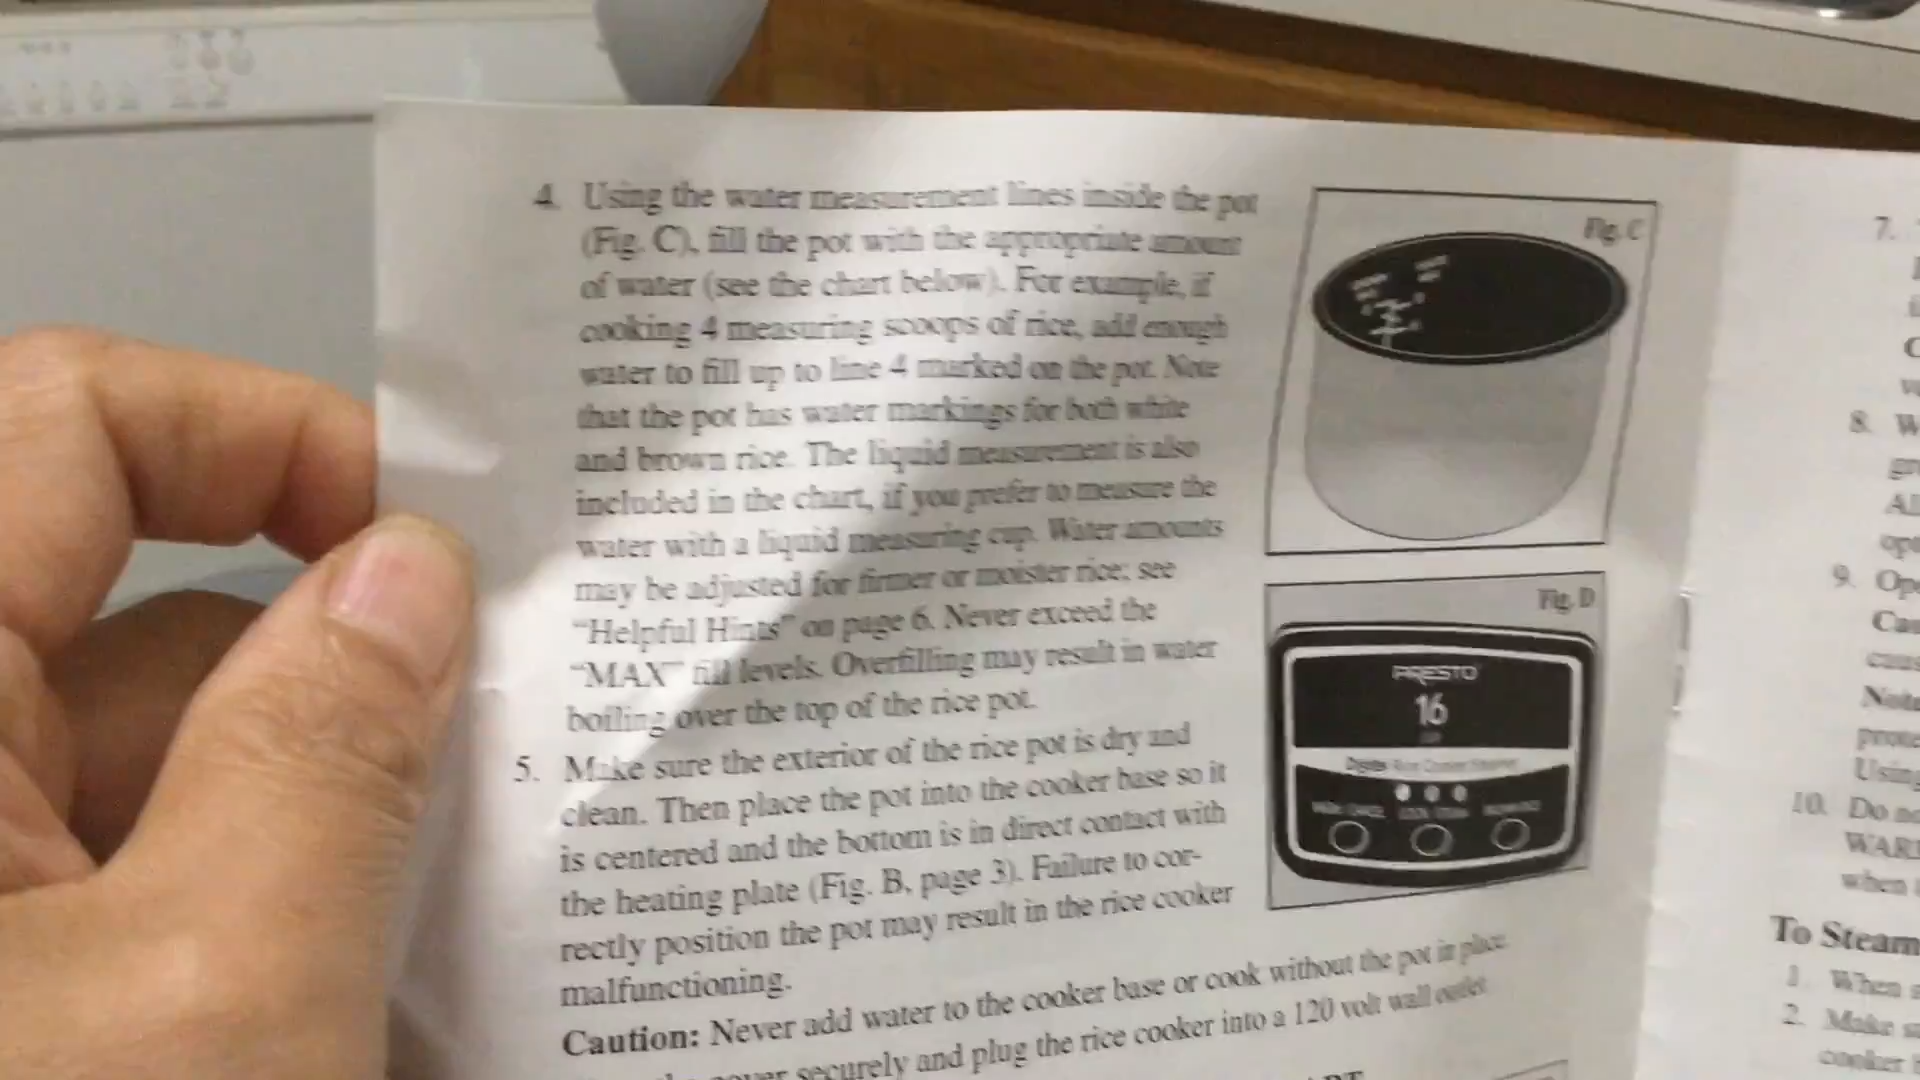 4. Using the water measurement lines inside the pot
(Fig. C), fill the pot with the appropriate amount
of water (see the chart below). For example, if
cooking 4 measuring scoops of rice, add enough
water to fill up to line 4 marked on the pot. Note
that the pot has water markings for both white
and brown rice. The liquid measurement is also
included in the chart, if you prefer to measure the
water with a liquid measuring cup. Water amounts
may be adjusted for firmer or moister rice; see
"Helpful Hints" on page 6. Never exceed the
"MAX" fill levels. Overfilling may result in water
boiling over the top of the rice pot.
5. Make sure the exterior of the rice pot is dry and
clean. Then place the pot into the cooker base so it
is centered and the bottom is in direct contact with
the heating plate (Fig. B, page 3). Failure to cor-
rectly position the pot may result in the rice cooker
malfunctioning.
Caution: Never add water to the cooker base or cook without the pot in place.
cover securely and plug the rice cooker into a 120 volt wall outlet
Fig. C
Fig. D
PRESTO
16
7.
8. W
9. Ope
10. Do no
WAR
when
To Steam
1. When
2. Make
cooker